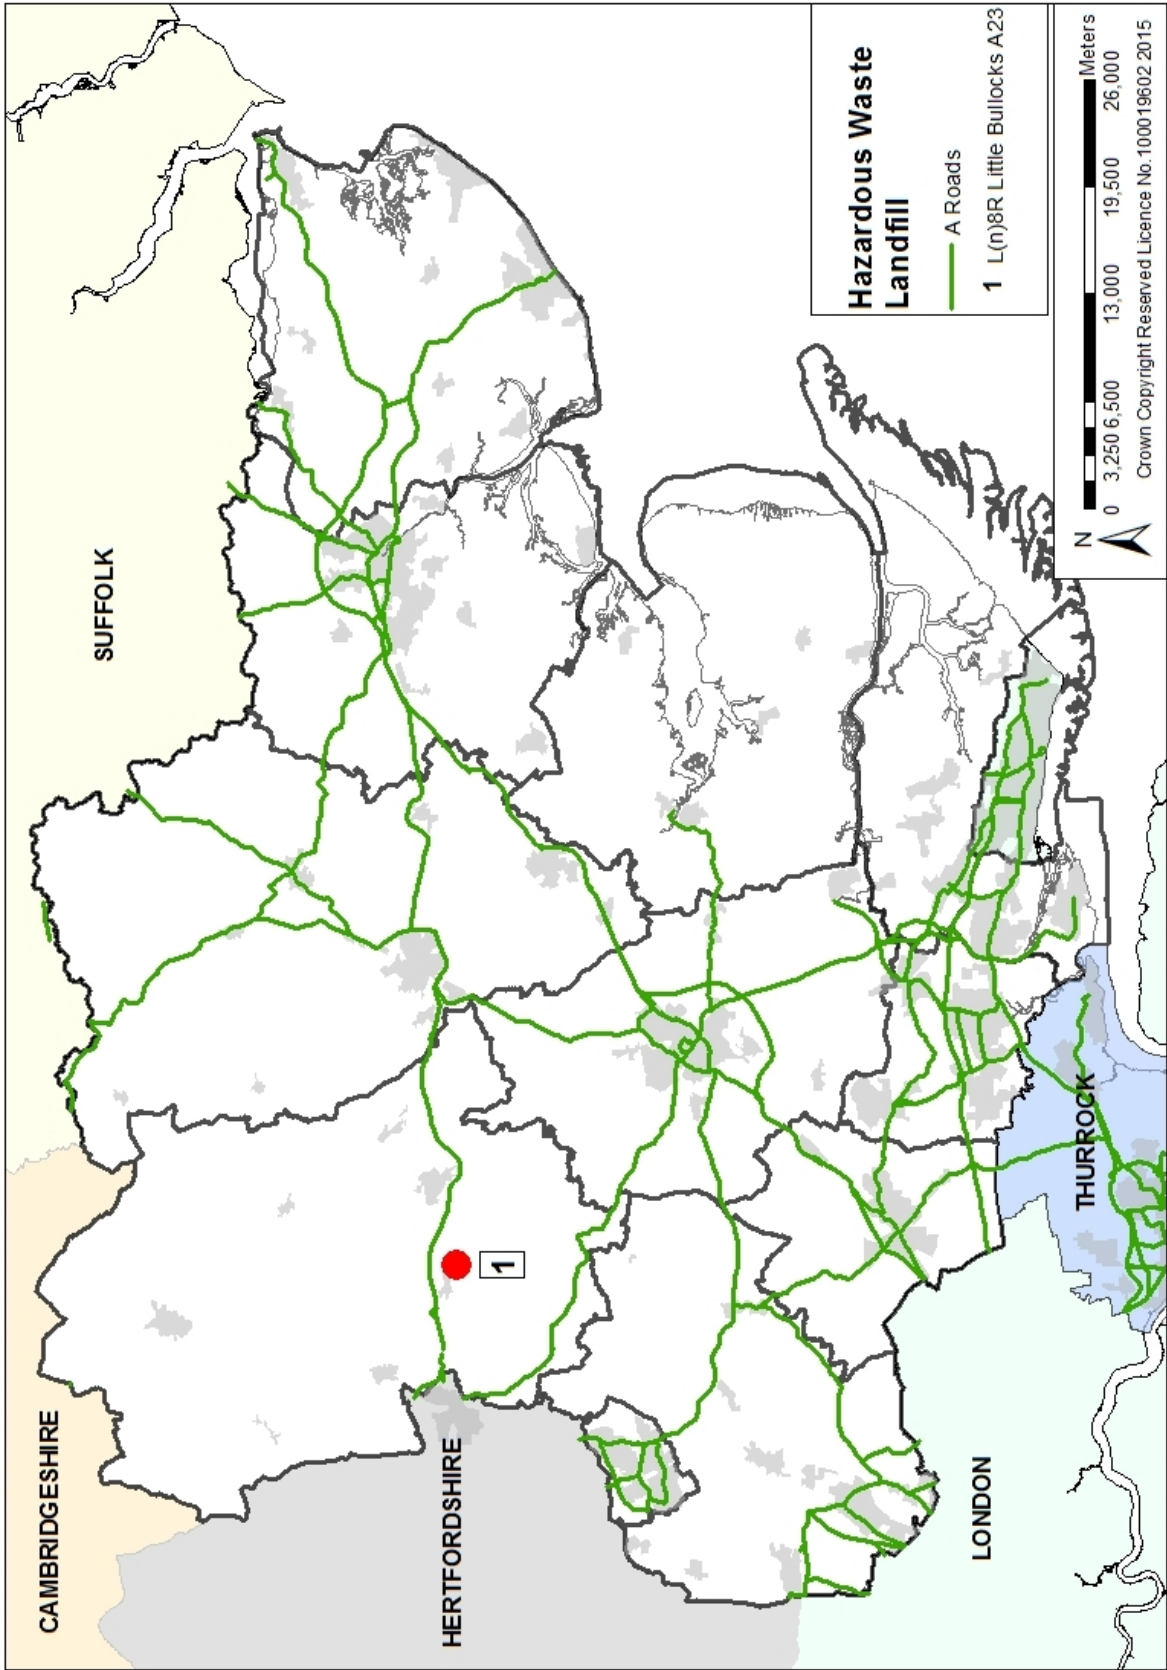 CAMBRIDGESHIRE
SUFFOLK
HERTFORDSHIRE
1
THURROCK
LONDON
Hazardous Waste
Landfill
A Roads
1 L(n)8R Little Bullocks A23
N
0 3,250 6,500 13,000 19,500 26,000
Meters
Crown Copyright Reserved Licence No.100019602 2015